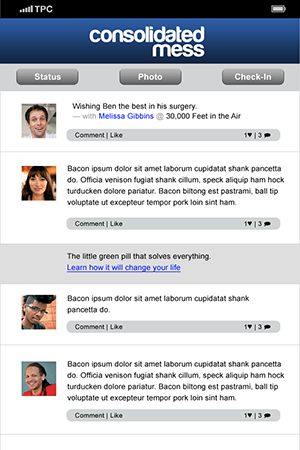 TPC
consolidated
mess
Status Photo Check-In
Wishing Ben the best in his surgery.
— with Melissa Gibbins @ 30,000 Feet in the Air
Comment | Like 1♥ | 3
Bacon ipsum dolor sit amet laborum cupidatat shank pancetta
do. Officia venison fugiat shank cillum, speck aliquip ham hock
turducken dolore pariatur. Bacon biltong est pastrami, ball tip
voluptate ut excepteur tempor pork loin sint ham.
Comment | Like 1♥ | 3
The little green pill that solves everything.
Learn how it will change your life
Bacon ipsum dolor sit amet laborum cupidatat shank
pancetta do.
Comment | Like 1♥ | 3
Bacon ipsum dolor sit amet laborum cupidatat shank pancetta
do. Officia venison fugiat shank cillum, speck aliquip ham hock
turducken dolore pariatur. Bacon biltong est pastrami, ball tip
voluptate ut excepteur tempor pork loin sint ham.
Comment | Like 1♥ | 3